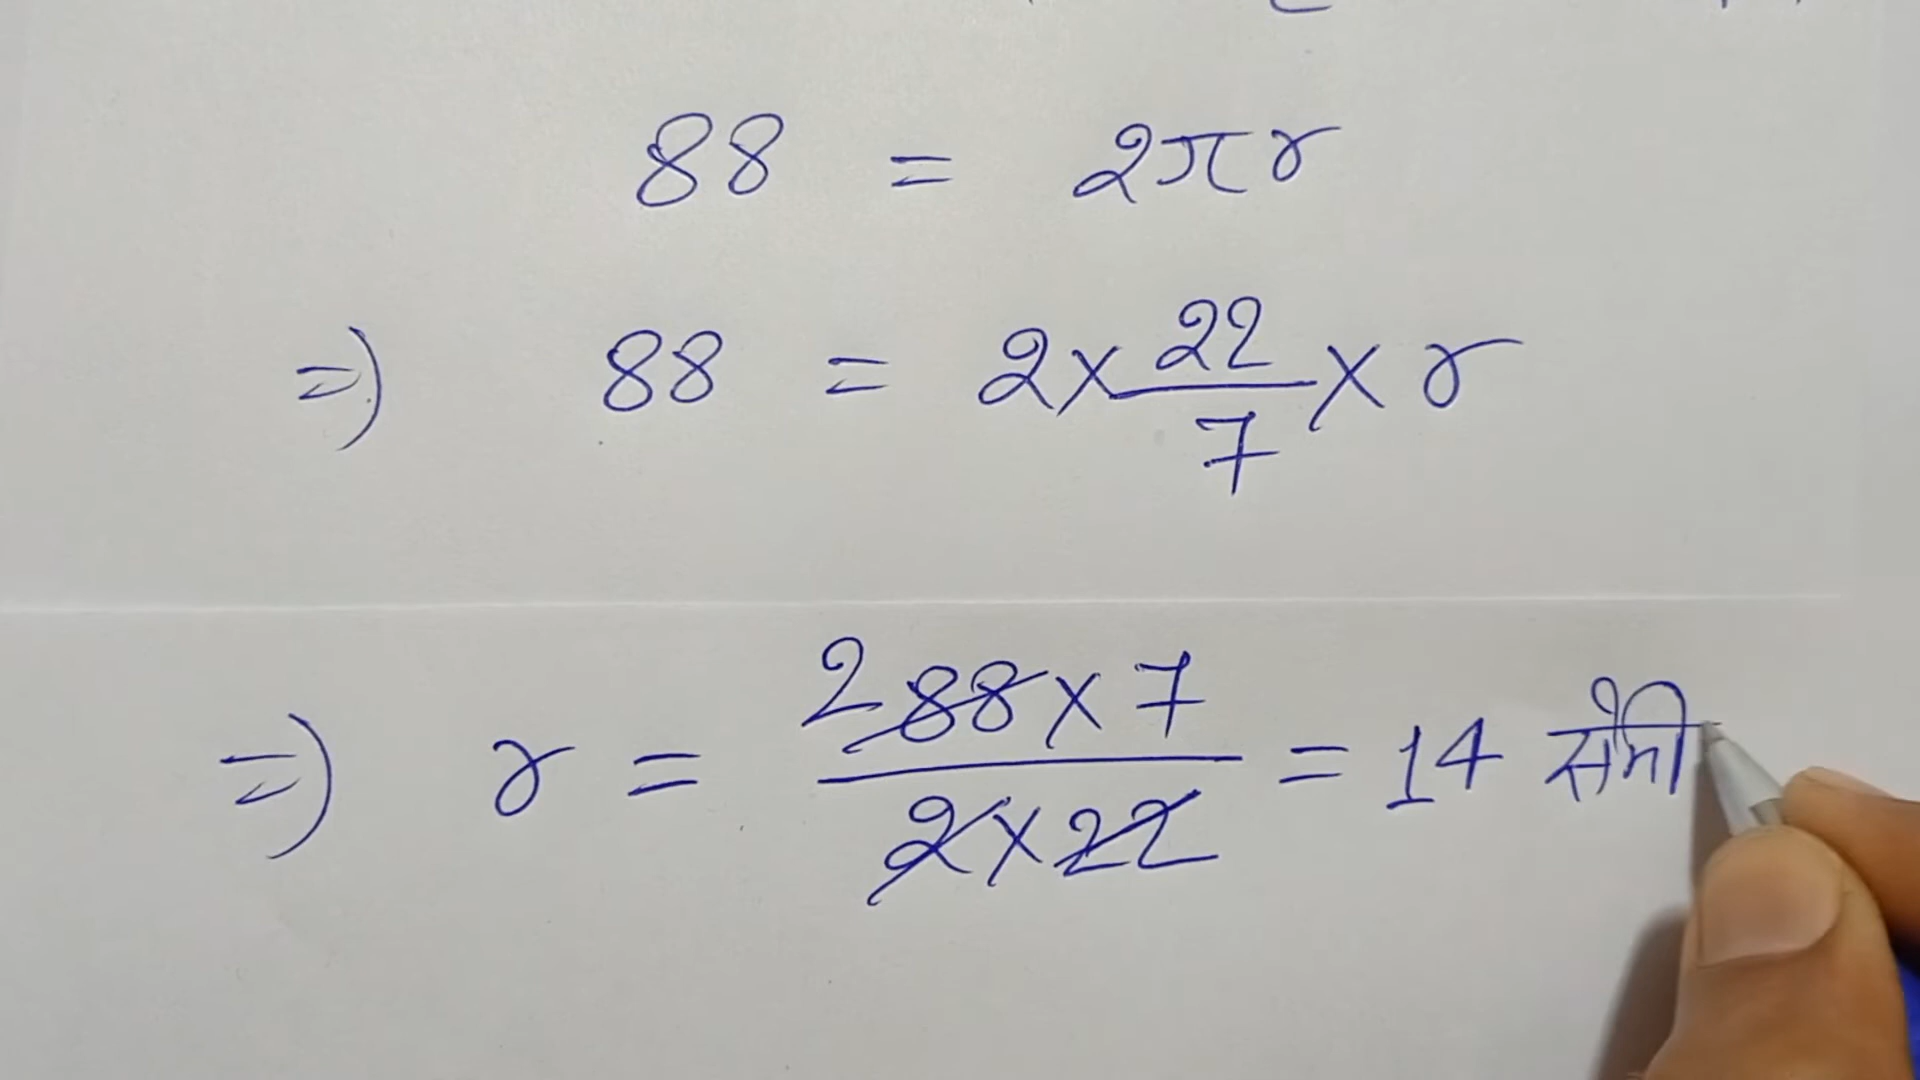 88 = 2πr
=> 88 = 2 × 22/7 × r
=> r = 2 88 × 7 / 2 × 22 = 14 सेमी